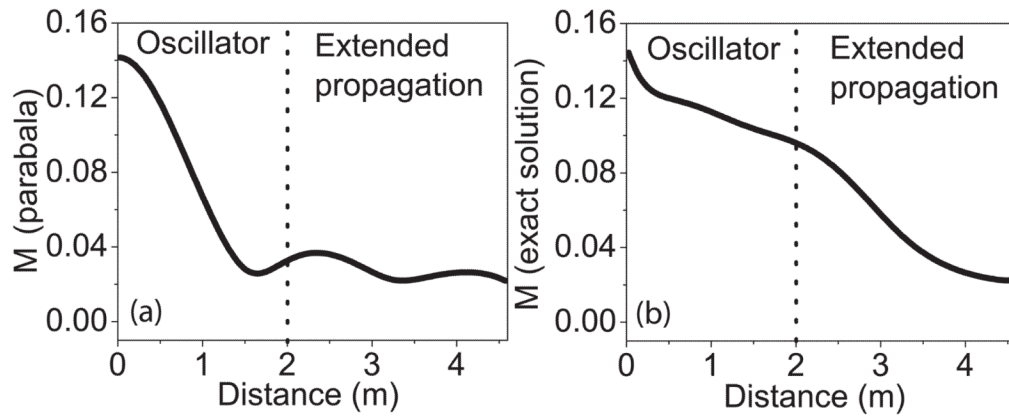 0.16
0.12
0.08
0.04
0.00
M (parabala)
Oscillator
Extended
propagation
(a)
0 1 2 3 4
Distance (m)
0.16
0.12
0.08
0.04
0.00
M (exact solution)
Oscillator
Extended
propagation
(b)
0 1 2 3 4
Distance (m)